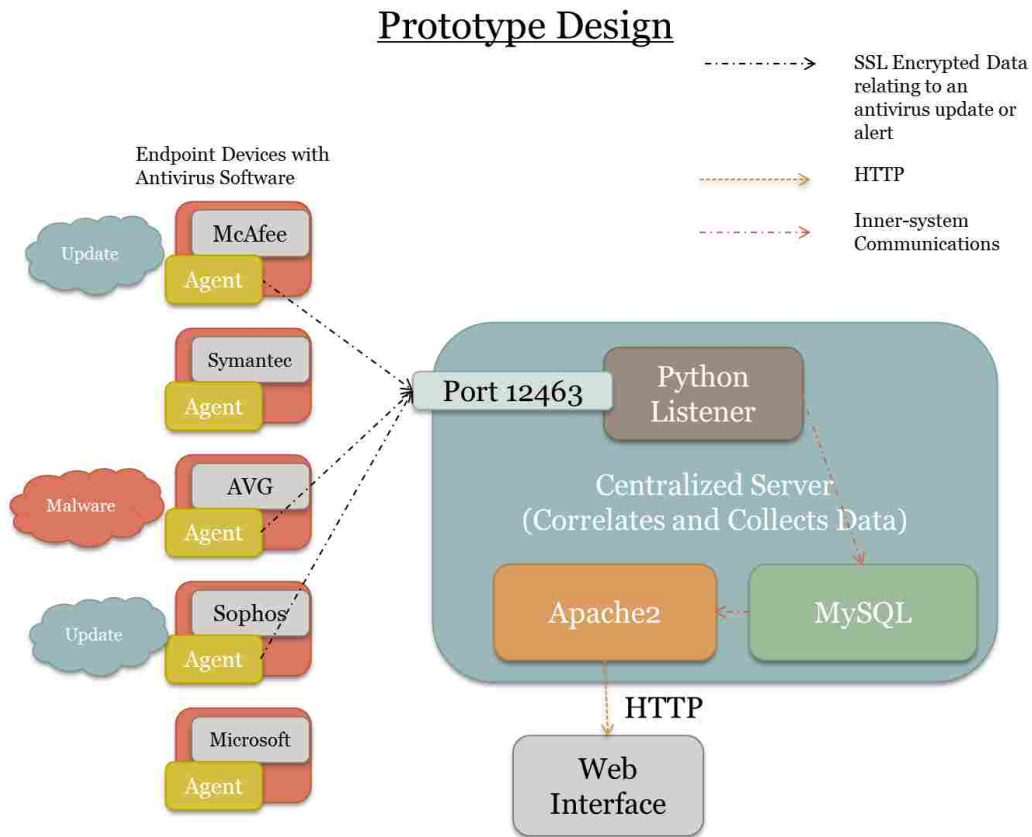 Prototype Design
SSL Encrypted Data
relating to an
antivirus update or
alert
HTTP
Inner-system
Communications
Endpoint Devices with
Antivirus Software
Update
McAfee
Agent
Symantec
Agent
Malware
AVG
Agent
Update
Sophos
Agent
Microsoft
Agent
Port 12463
Python
Listener
Centralized Server
(Correlates and Collects Data)
Apache2
MySQL
HTTP
Web
Interface